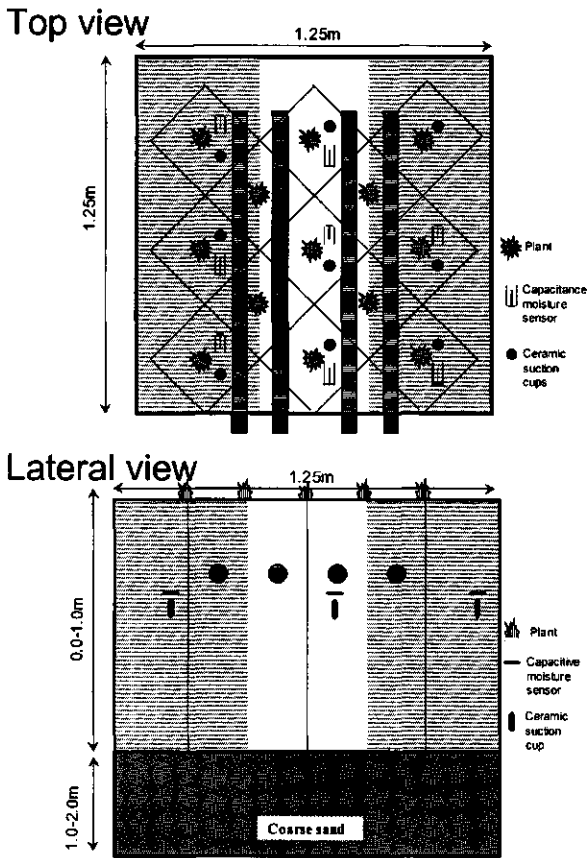 Top view
1.25m
1.25m
Plant
Capacitance
moisture
sensor
Ceramic
suction
cups
Lateral view
1.25m
0.0-1.0m
Plant
Capacitive
moisture
sensor
Ceramic
suction
cup
1.0-2.0m
Coarse sand